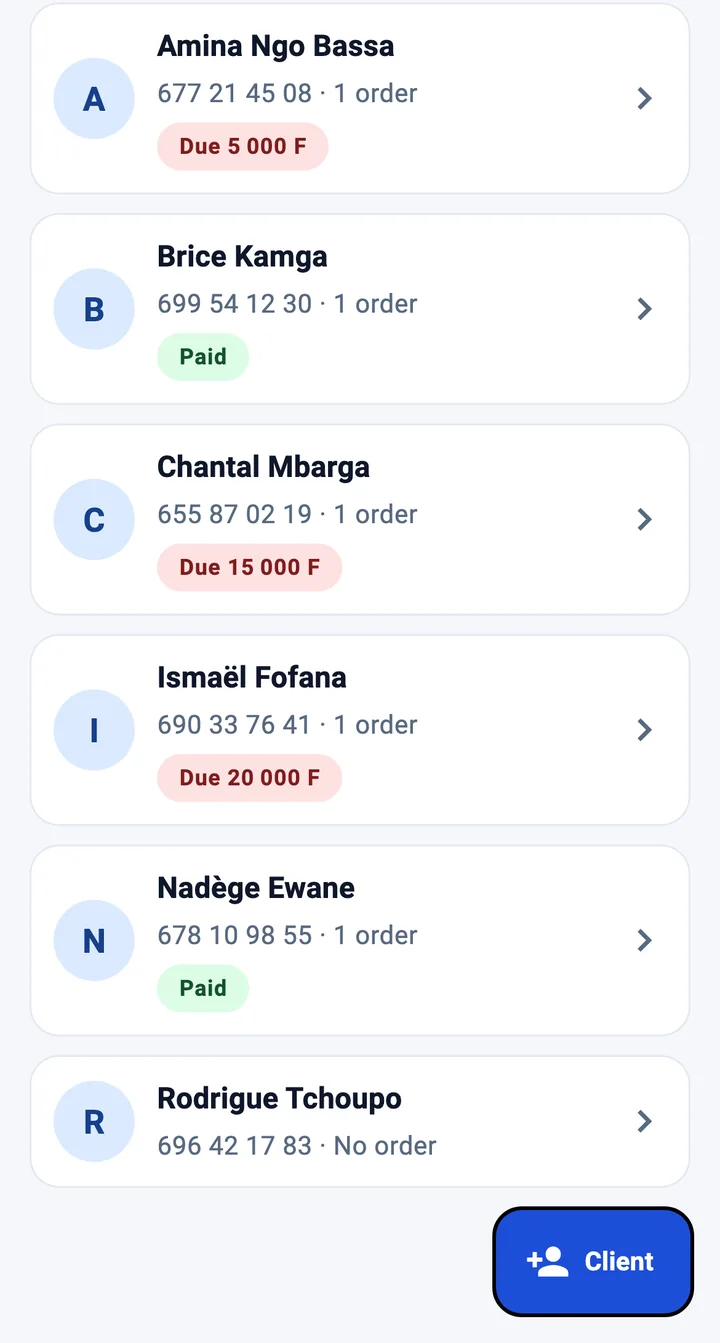 Amina Ngo Bassa
A
677 21 45 08 · 1 order
Due 5 000 F
Brice Kamga
B
699 54 12 30 · 1 order
Paid
Chantal Mbarga
C
655 87 02 19 · 1 order
Due 15 000 F
Ismaël Fofana
I
690 33 76 41 · 1 order
Due 20 000 F
Nadège Ewane
N
678 10 98 55 · 1 order
Paid
Rodrigue Tchoupo
R
696 42 17 83 · No order
Client